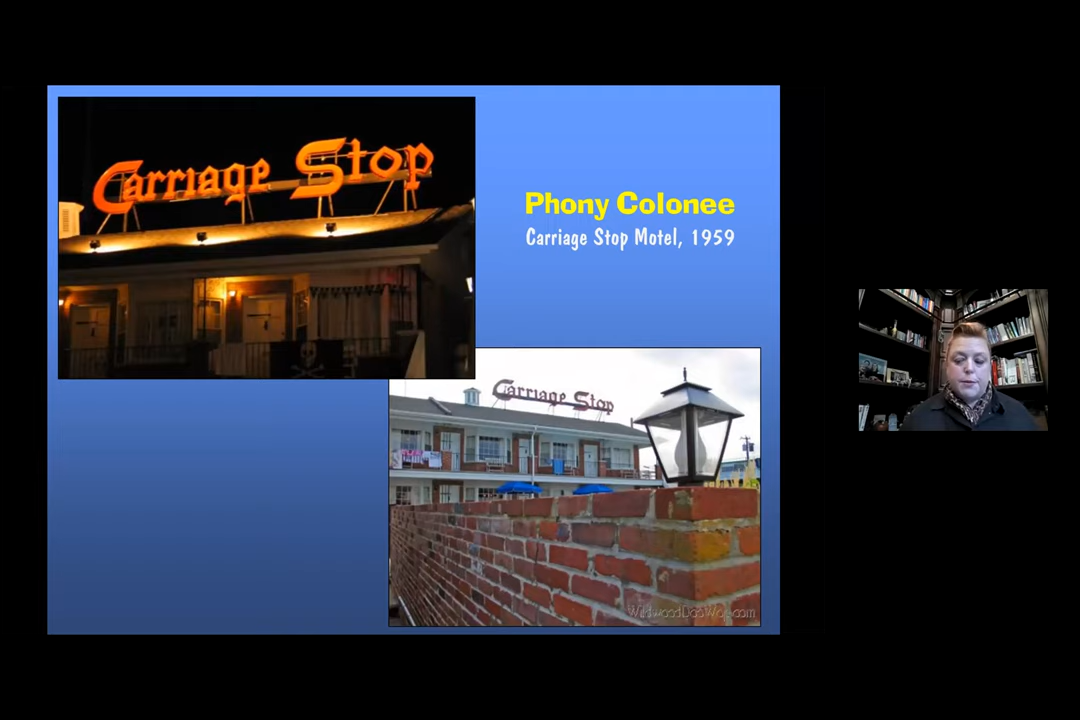 Carriage Stop
Phony Colonee
Carriage Stop Motel, 1959
Carriage Stop
WildwoodDooWop.com